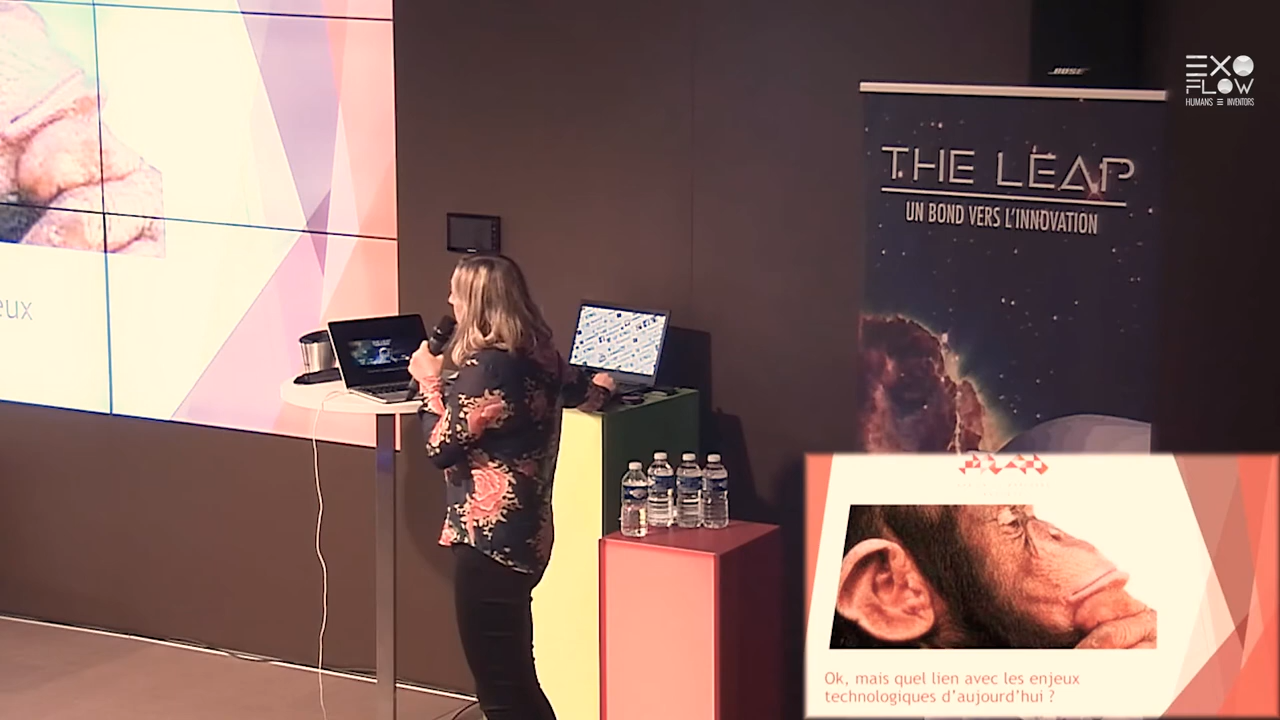 EXO
FLOW
HUMANS ≡ INVENTORS
BOSE
THE LEAP
UN BOND VERS L'INNOVATION
eux
Ok, mais quel lien avec les enjeux
technologiques d'aujourd'hui ?